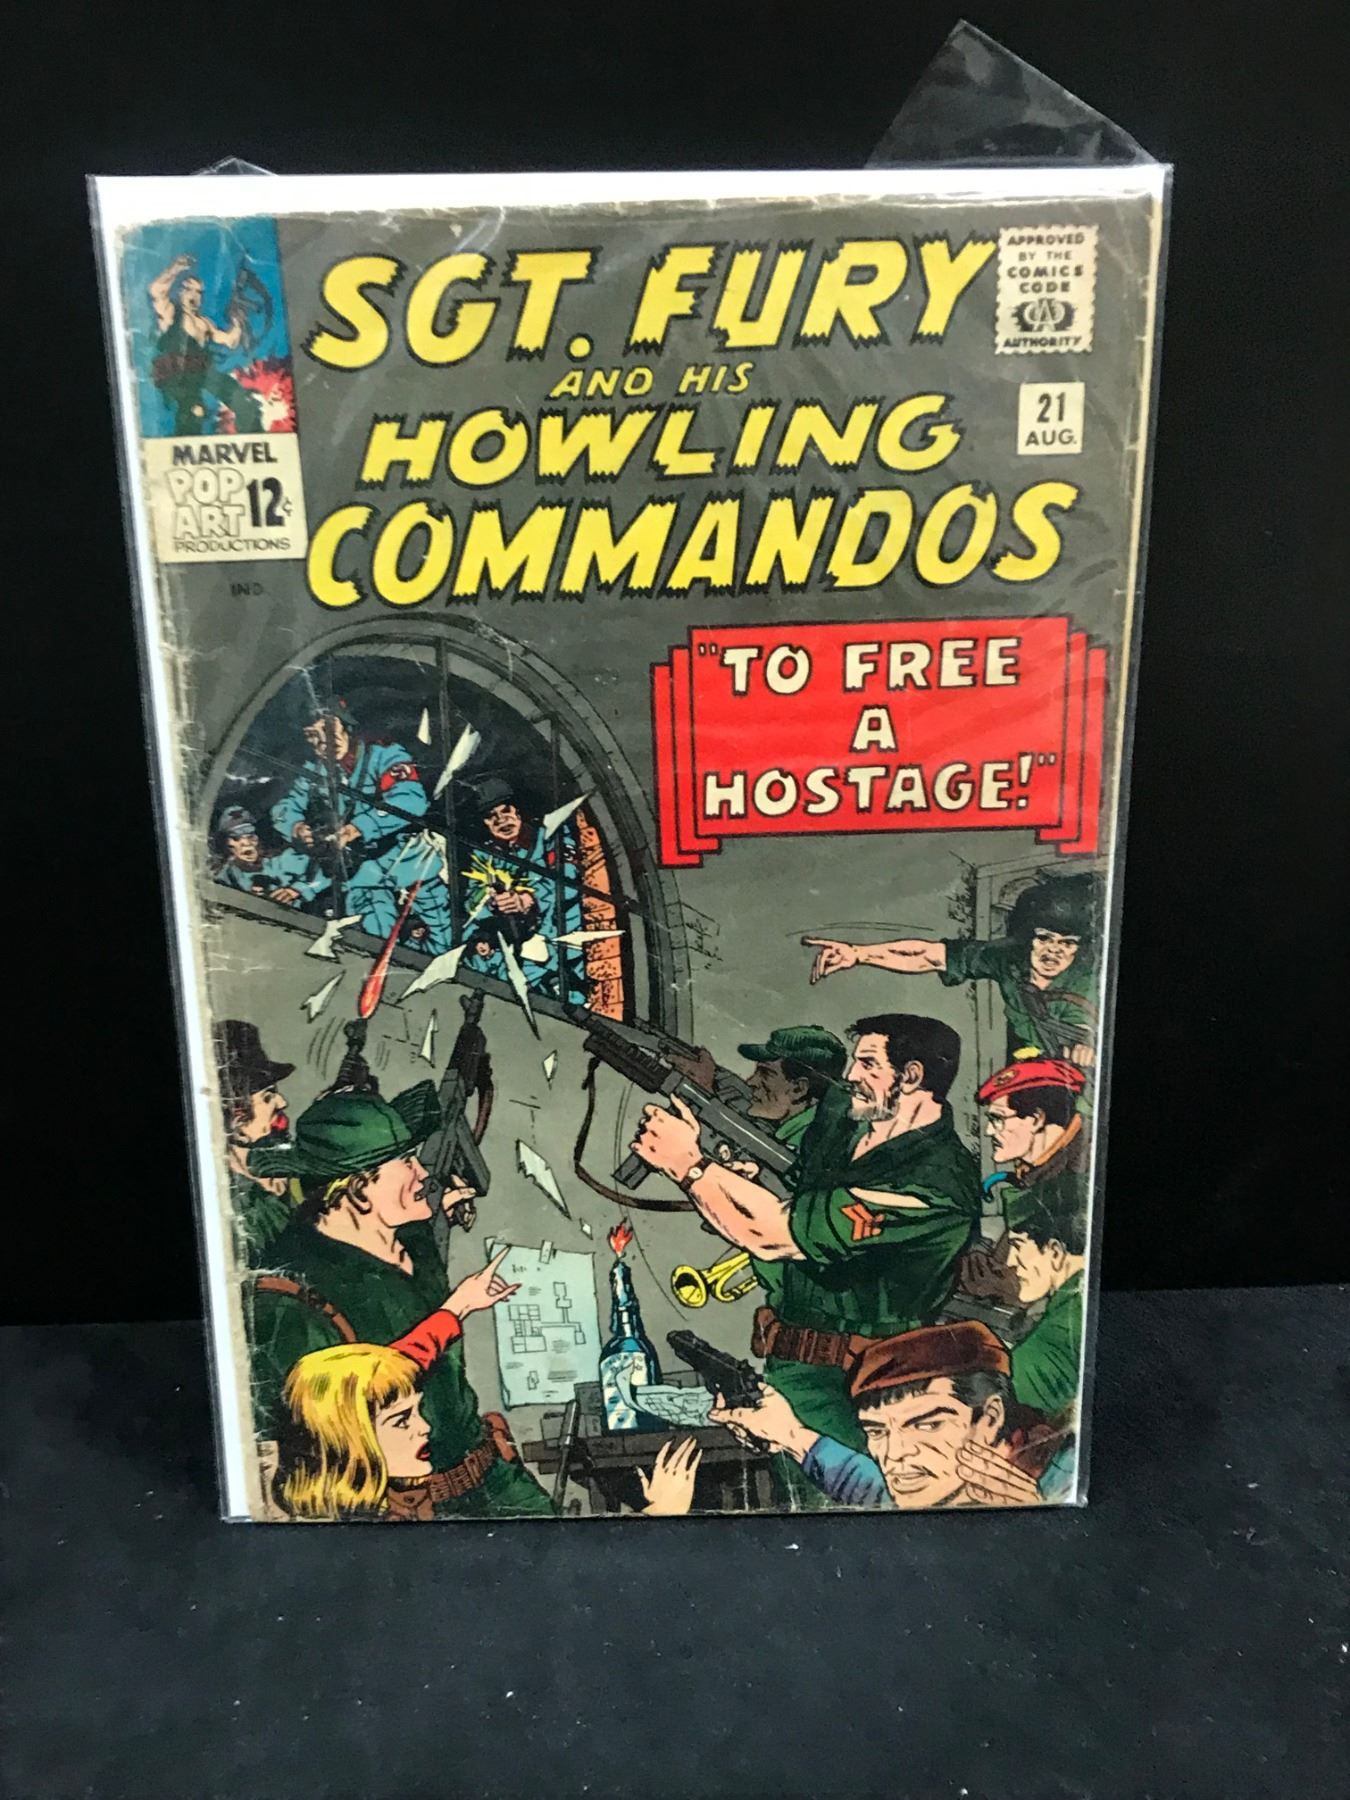 SGT. FURY
AND HIS
HOWLING
COMMANDOS
APPROVED
BY THE
COMICS
CODE
CA
AUTHORITY
21
AUG.
MARVEL
POP
ART
12¢
PRODUCTIONS
IND.
"TO FREE
A
HOSTAGE!"